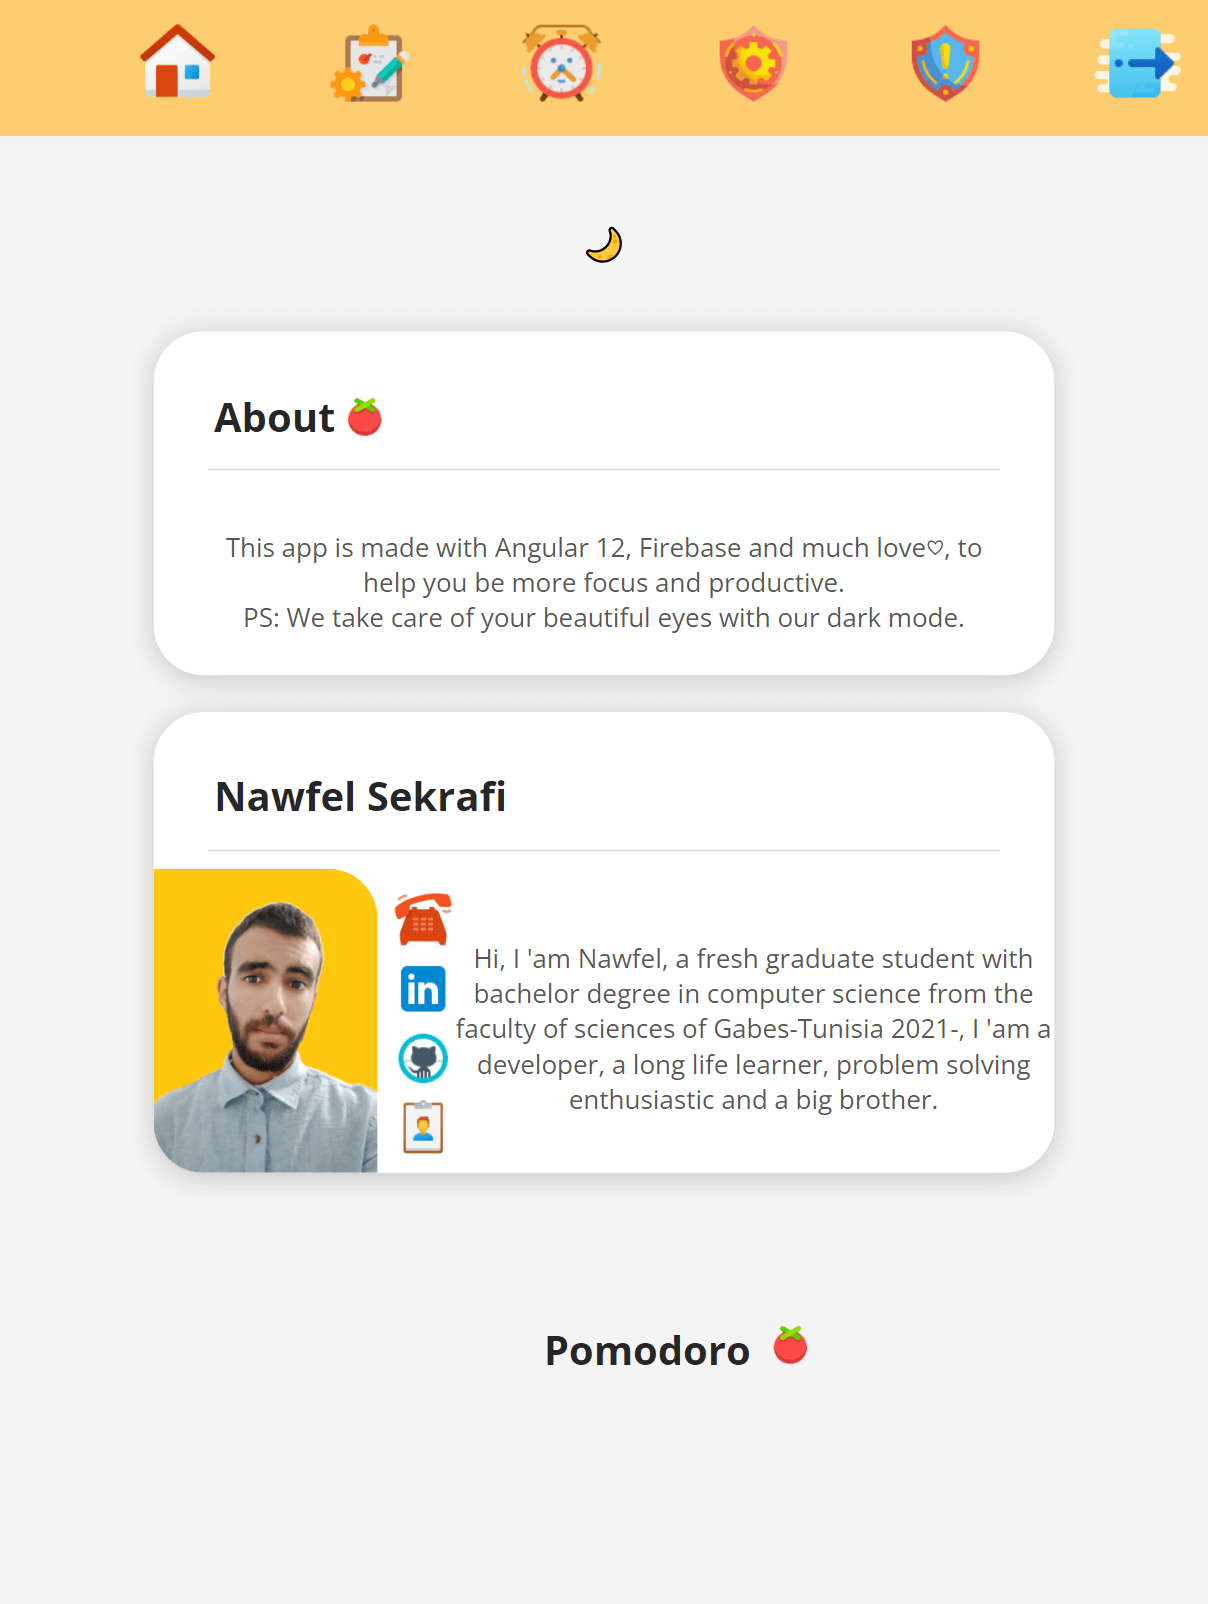 About
This app is made with Angular 12, Firebase and much love♡, to
help you be more focus and productive.
PS: We take care of your beautiful eyes with our dark mode.
Nawfel Sekrafi
in
Hi, I 'am Nawfel, a fresh graduate student with
bachelor degree in computer science from the
faculty of sciences of Gabes-Tunisia 2021-, I 'am a
developer, a long life learner, problem solving
enthusiastic and a big brother.
Pomodoro